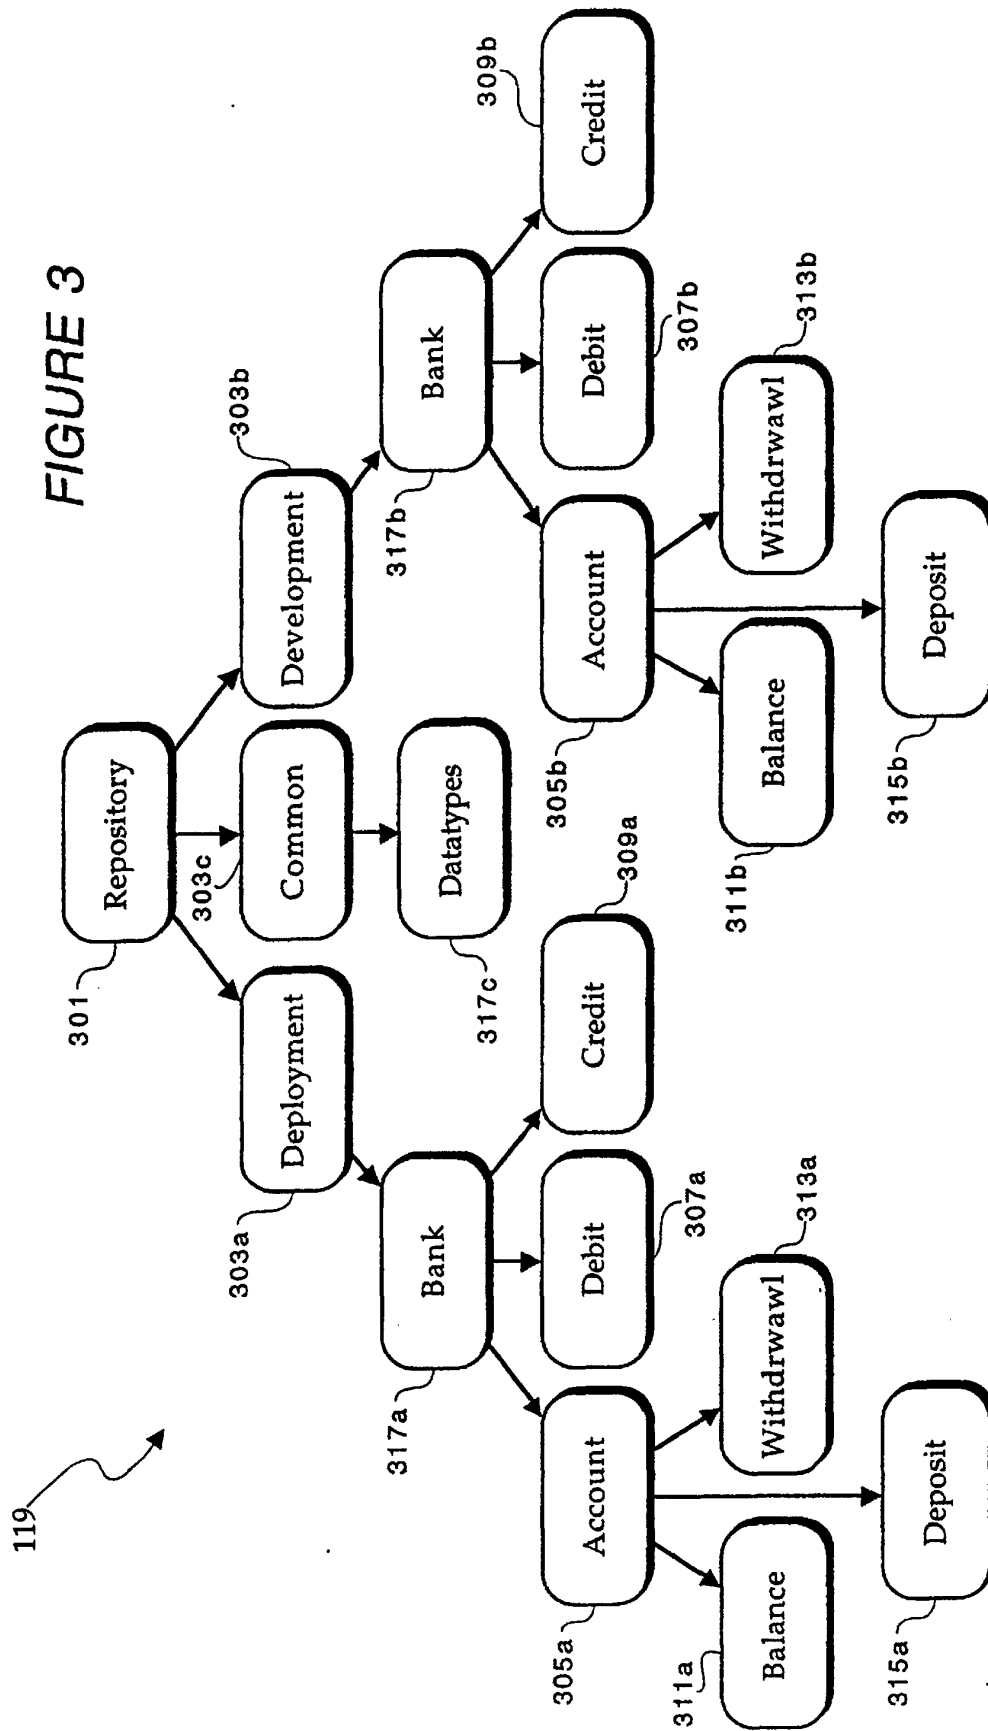 FIGURE 3
119
301
Repository
303a
Deployment
303c
Common
303b
Development
317a
Bank
317c
Datatypes
317b
Bank
305a
Account
Debit
307a
Credit
309a
305b
Account
Debit
307b
Credit
309b
311a
Balance
Withdrwawl
313a
311b
Balance
Withdrwawl
313b
315a
Deposit
315b
Deposit